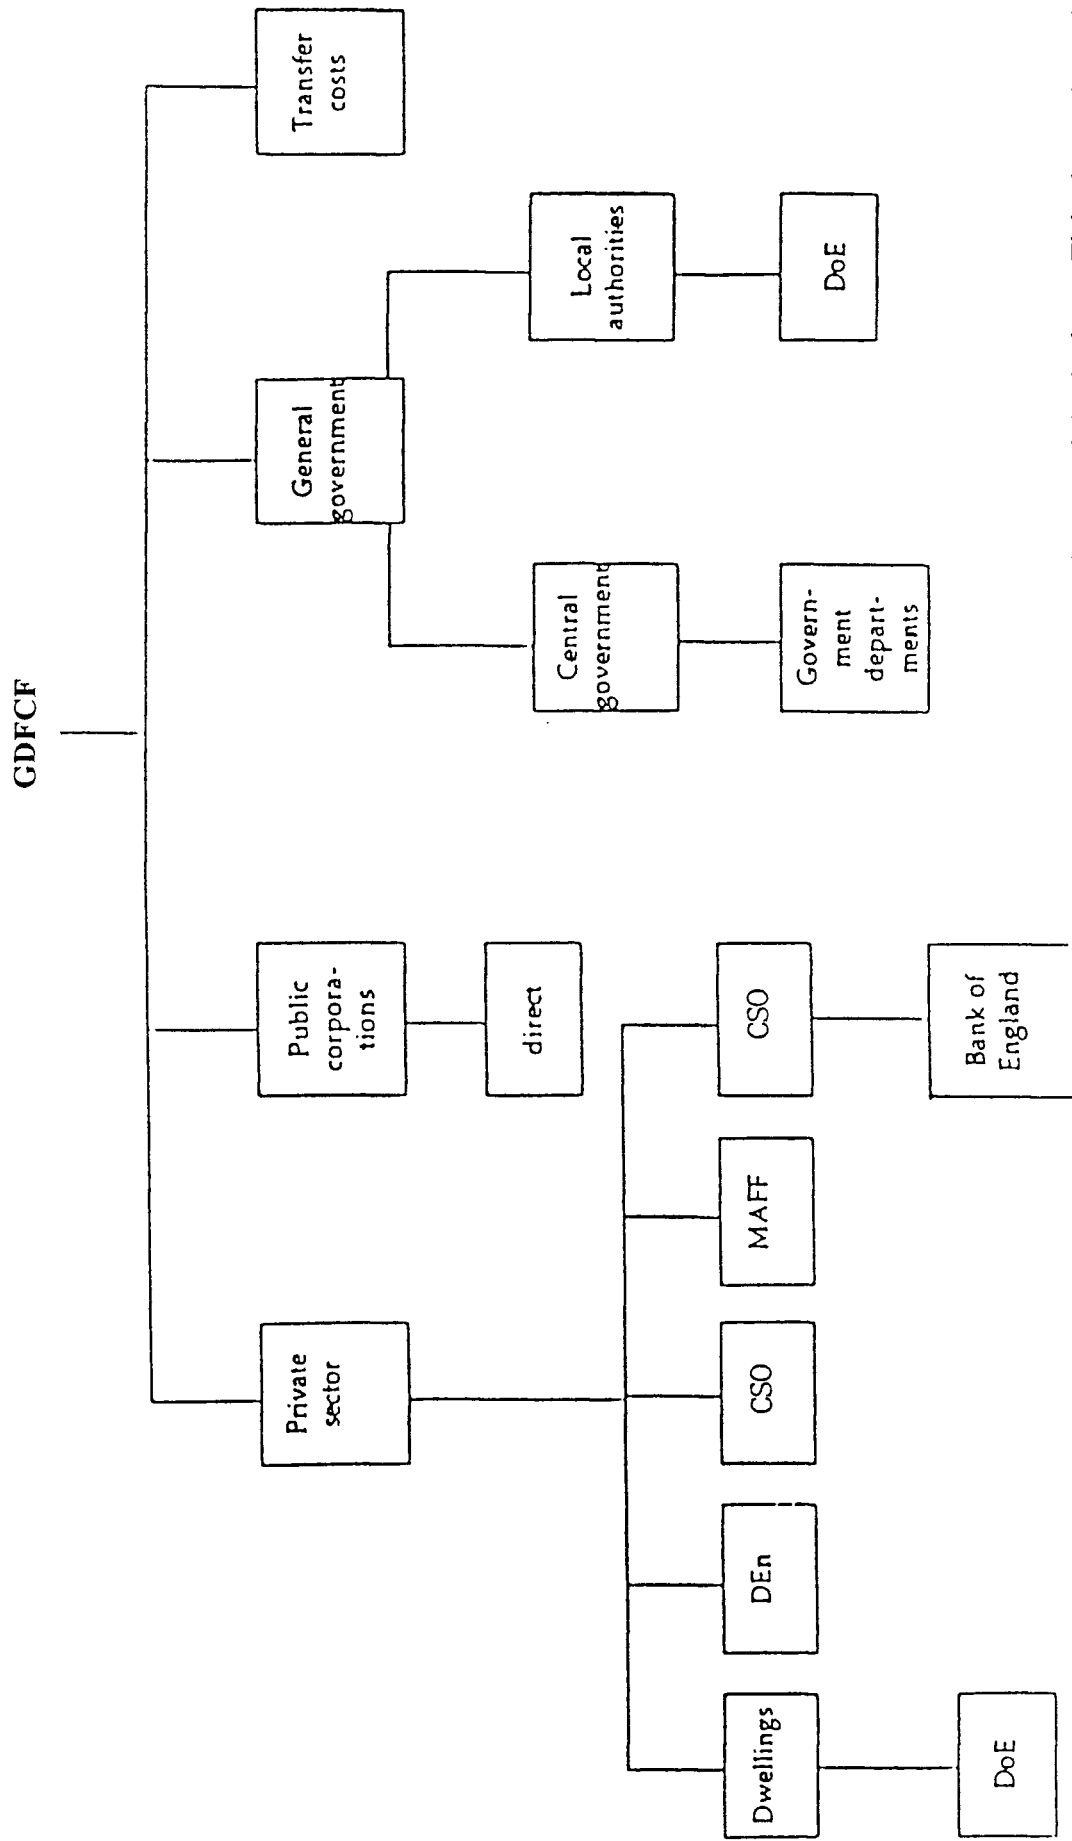 GDFCF
Private
sector
Public
corpora-
tions
General
government
Transfer
costs
direct
Central
government
Local
authorities
Govern-
ment
depart-
ments
DoE
Dwellings
DEn
CSO
MAFF
CSO
DoE
Bank of
England